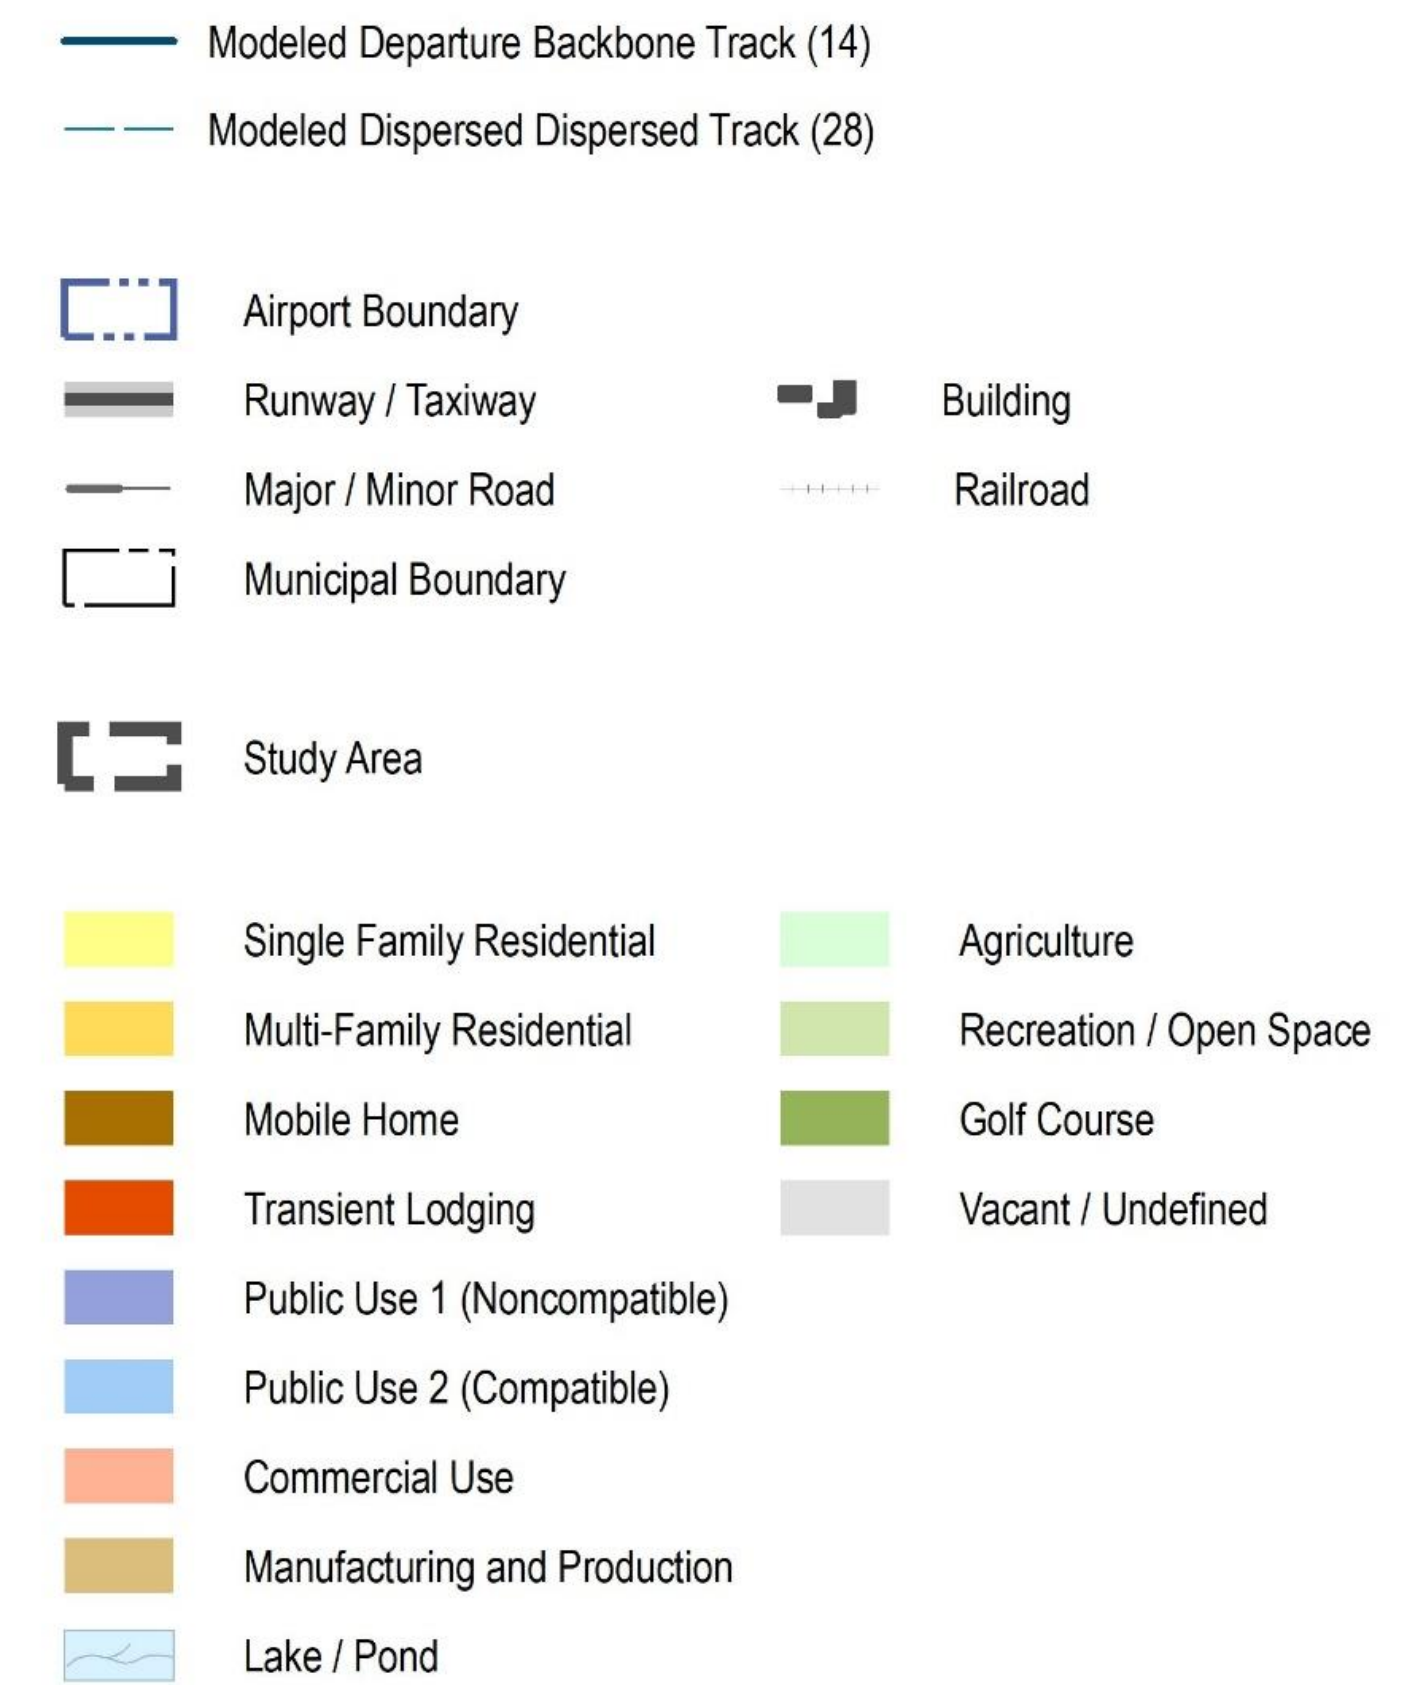 Modeled Departure Backbone Track (14)
Modeled Dispersed Dispersed Track (28)
Airport Boundary
Runway / Taxiway
Building
Major / Minor Road
Railroad
Municipal Boundary
Study Area
Single Family Residential
Agriculture
Multi-Family Residential
Recreation / Open Space
Mobile Home
Golf Course
Transient Lodging
Vacant / Undefined
Public Use 1 (Noncompatible)
Public Use 2 (Compatible)
Commercial Use
Manufacturing and Production
Lake / Pond